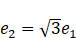 e₂ = √3e₁